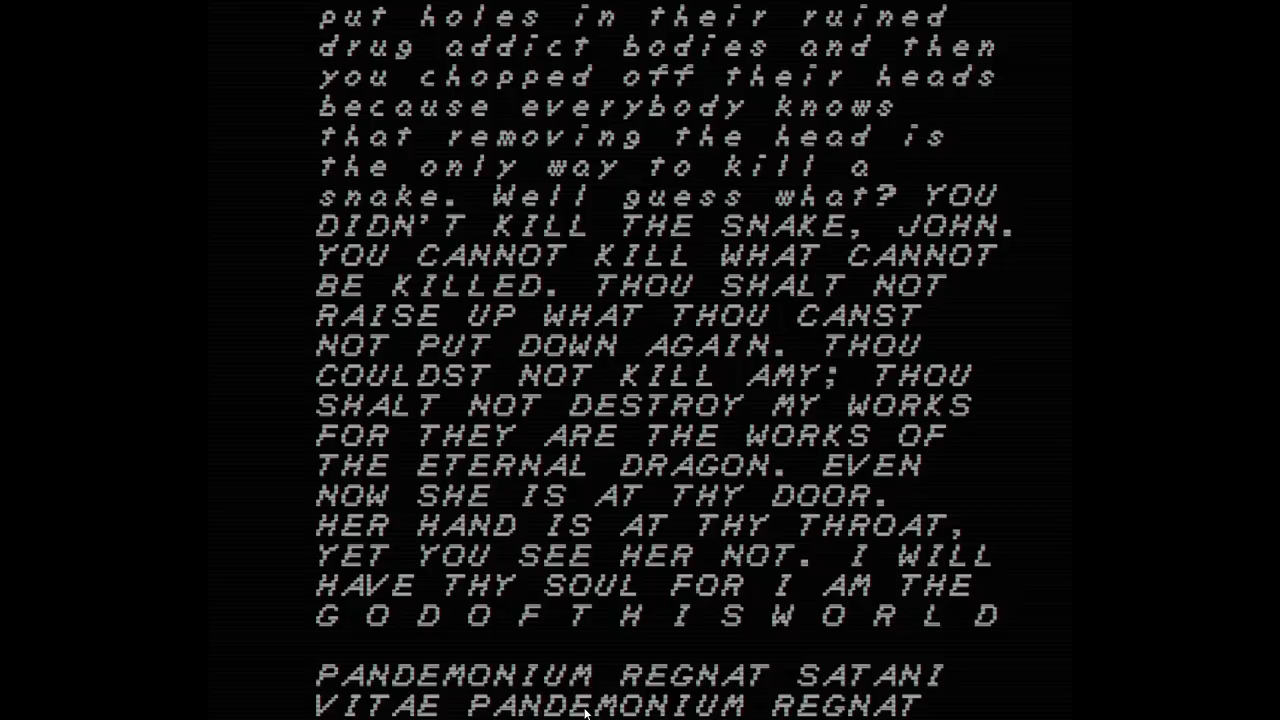 put holes in their ruined
drug addict bodies and then
you chopped off their heads
because everybody knows
that removing the head is
the only way to kill a
snake. Well guess what? YOU
DIDN'T KILL THE SNAKE, JOHN.
YOU CANNOT KILL WHAT CANNOT
BE KILLED. THOU SHALT NOT
RAISE UP WHAT THOU CANST
NOT PUT DOWN AGAIN. THOU
COULDST NOT KILL AMY; THOU
SHALT NOT DESTROY MY WORKS
FOR THEY ARE THE WORKS OF
THE ETERNAL DRAGON. EVEN
NOW SHE IS AT THY DOOR.
HER HAND IS AT THY THROAT,
YET YOU SEE HER NOT. I WILL
HAVE THY SOUL FOR I AM THE
G O D O F T H I S W O R L D
PANDEMONIUM REGNAT SATANI
VITAE PANDEMONIUM REGNAT